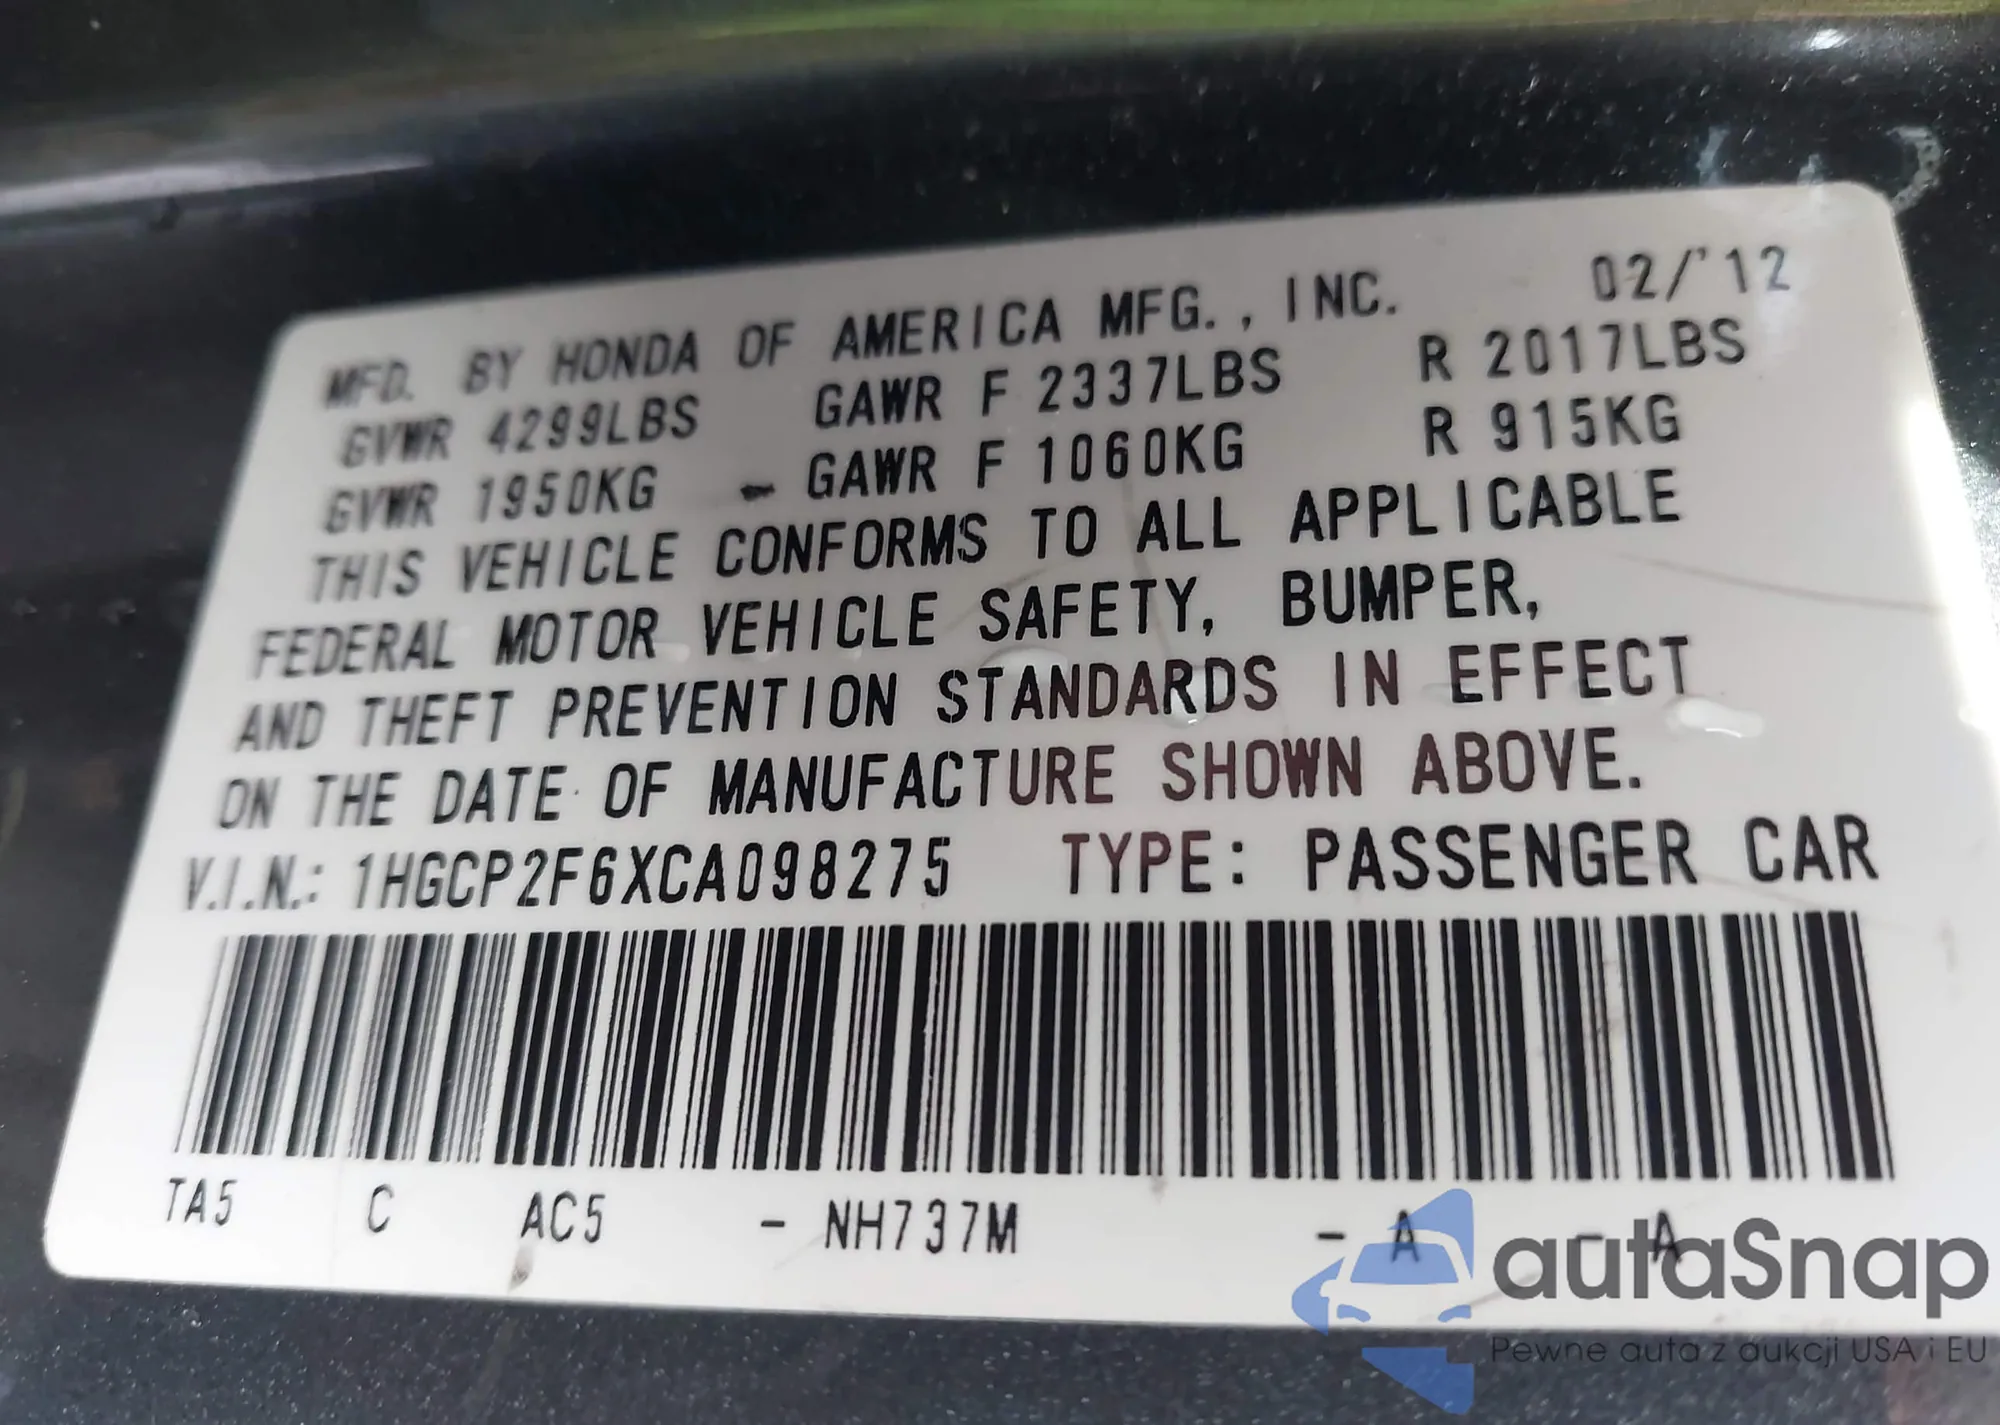 MFD. BY HONDA OF AMERICA MFG., INC. 02/'12
GVWR 4299LBS GAWR F 2337LBS R 2017LBS
GVWR 1950KG - GAWR F 1060KG R 915KG
THIS VEHICLE CONFORMS TO ALL APPLICABLE
FEDERAL MOTOR VEHICLE SAFETY, BUMPER,
AND THEFT PREVENTION STANDARDS IN EFFECT
ON THE DATE OF MANUFACTURE SHOWN ABOVE.
V.I.N.: 1HGCP2F6XCA098275 TYPE: PASSENGER CAR
TA5 C AC5 - NH737M - A - A
autaSnap
Pewne auta z aukcji USA i EU